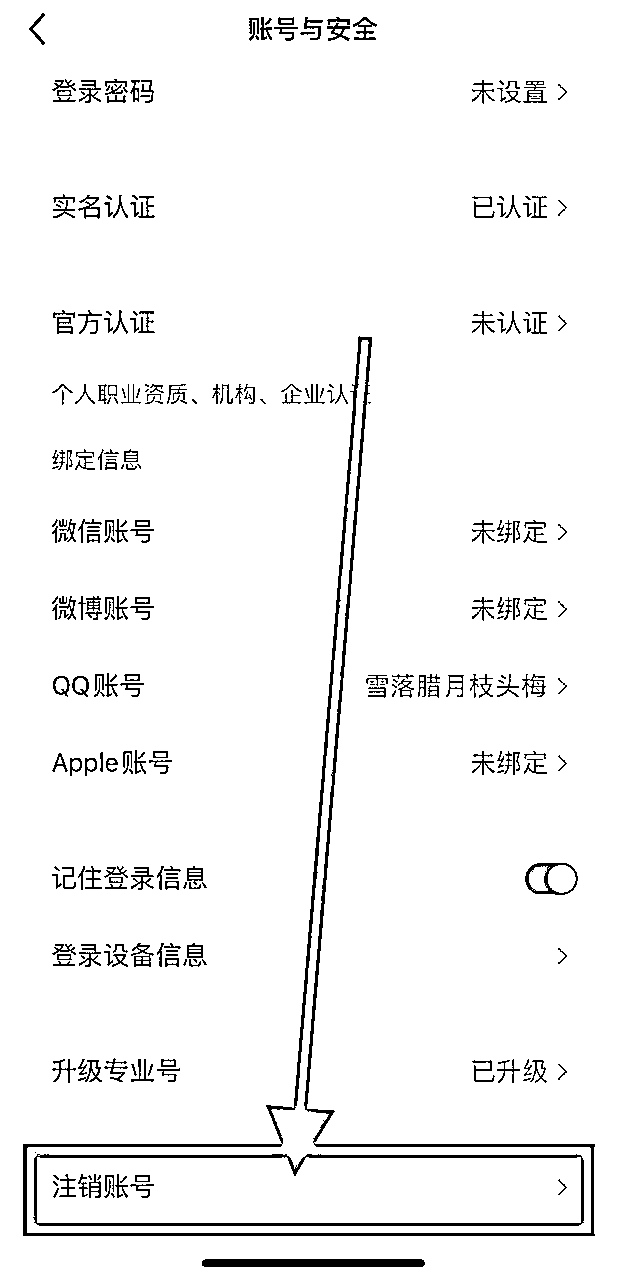 账号与安全
登录密码 未设置
实名认证 已认证
官方认证 未认证
个人职业资质、机构、企业认证
绑定信息
微信账号 未绑定
微博账号 未绑定
QQ账号 雪落腊月枝头梅
Apple账号 未绑定
记住登录信息
登录设备信息
升级专业号 已升级
注销账号